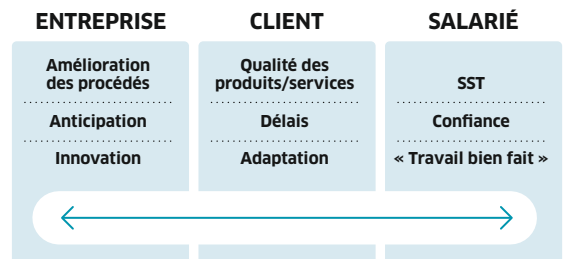 ENTREPRISE
Amélioration
des procédés
Anticipation
Innovation
CLIENT
Qualité des
produits/services
Délais
Adaptation
SALARIÉ
SST
Confiance
« Travail bien fait »